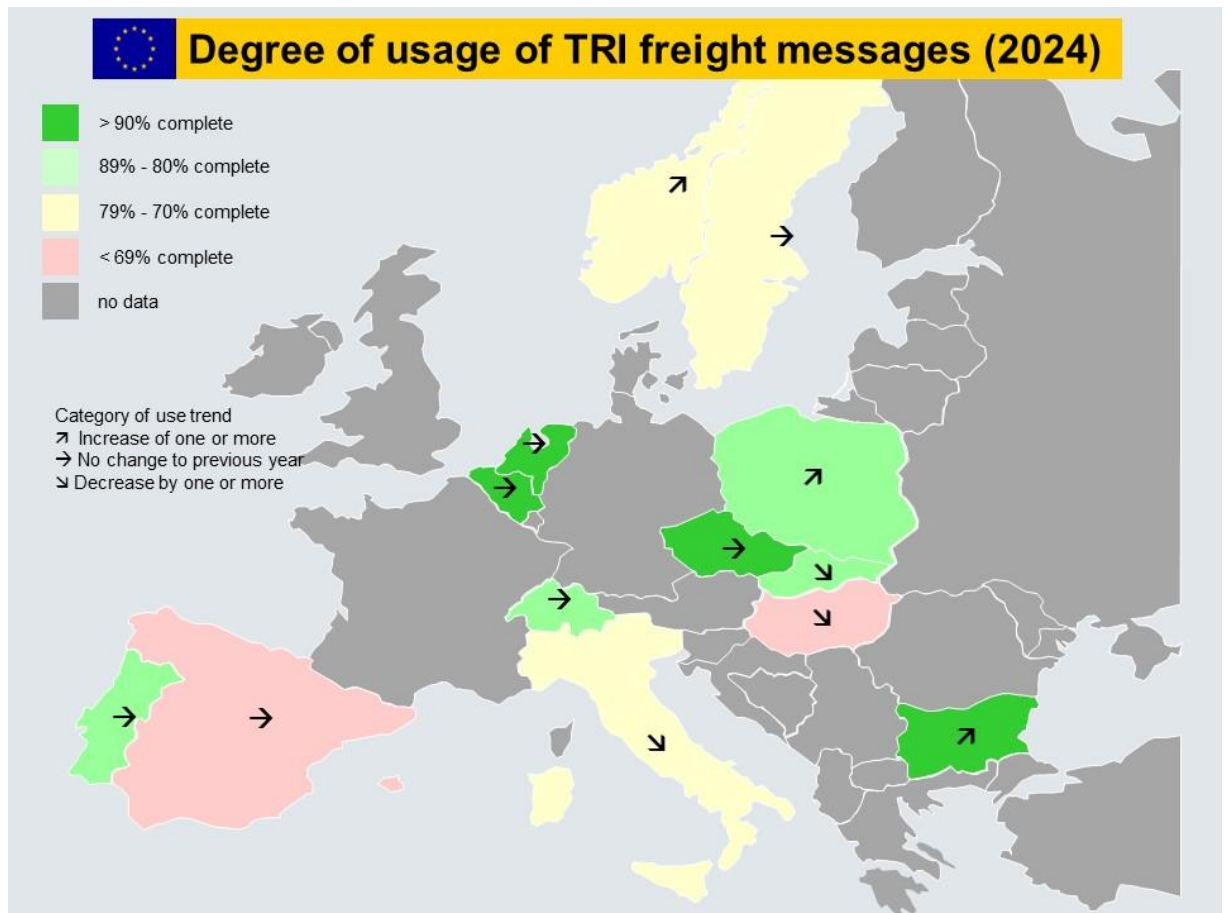 Degree of usage of TRI freight messages (2024)
> 90% complete
89% - 80% complete
79% - 70% complete
< 69% complete
no data
Category of use trend
↗ Increase of one or more
→ No change to previous year
↘ Decrease by one or more